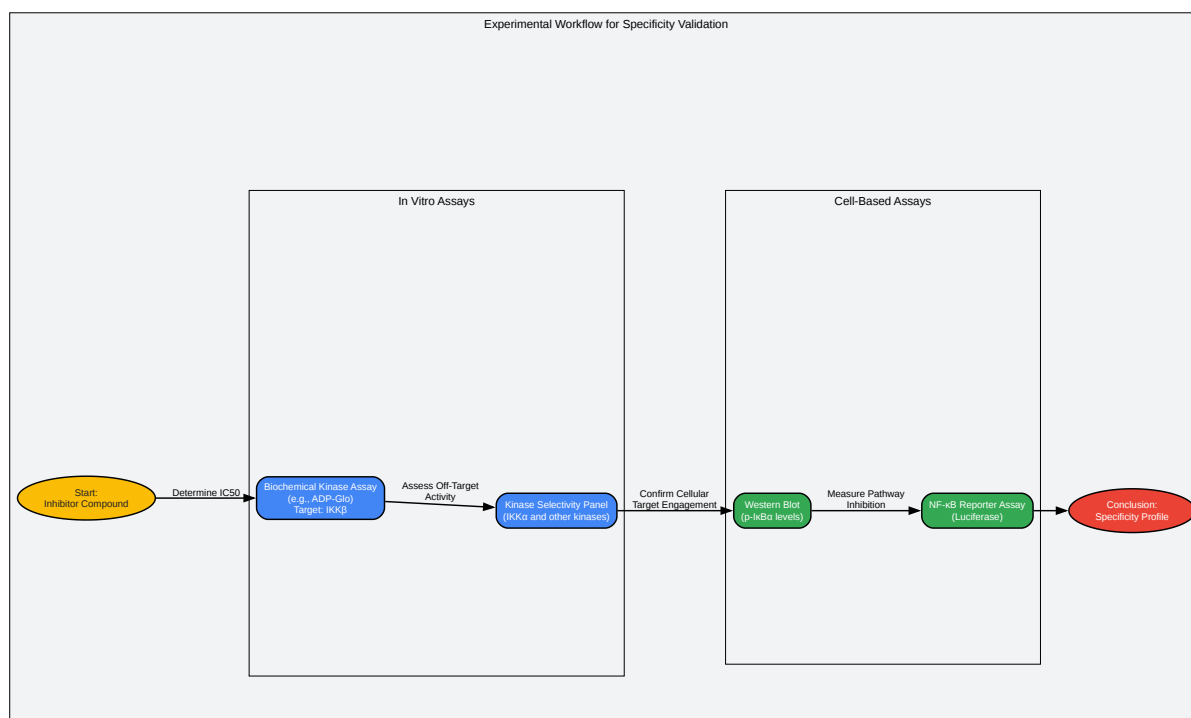 Experimental Workflow for Specificity Validation
In Vitro Assays
Cell-Based Assays
Start:
Inhibitor Compound
Determine IC50
Biochemical Kinase Assay
(e.g., ADP-Glo)
Target: IKKβ
Assess Off-Target
Activity
Kinase Selectivity Panel
(IKKα and other kinases)
Confirm Cellular
Target Engagement
Western Blot
(p-IκBα levels)
Measure Pathway
Inhibition
NF-κB Reporter Assay
(Luciferase)
Conclusion:
Specificity Profile